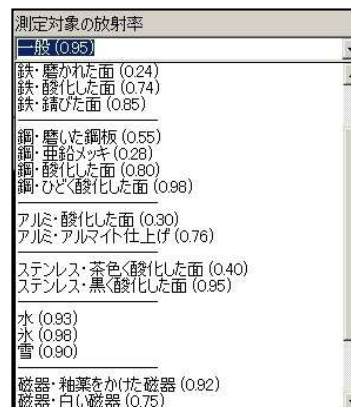 測定対象の放射率
一般 (0.95)
鉄・磨かれた面 (0.24)
鉄・酸化した面 (0.74)
鉄・錆びた面 (0.85)
鋼・磨いた鋼板 (0.55)
鋼・亜鉛メッキ (0.28)
鋼・酸化した面 (0.80)
鋼・ひどく酸化した面 (0.98)
アルミ・酸化した面 (0.30)
アルミ・アルマイト仕上げ (0.76)
ステンレス・茶色く酸化した面 (0.40)
ステンレス・黒く酸化した面 (0.95)
水 (0.93)
氷 (0.98)
雪 (0.90)
磁器・釉薬をかけた磁器 (0.92)
磁器・白い磁器 (0.75)